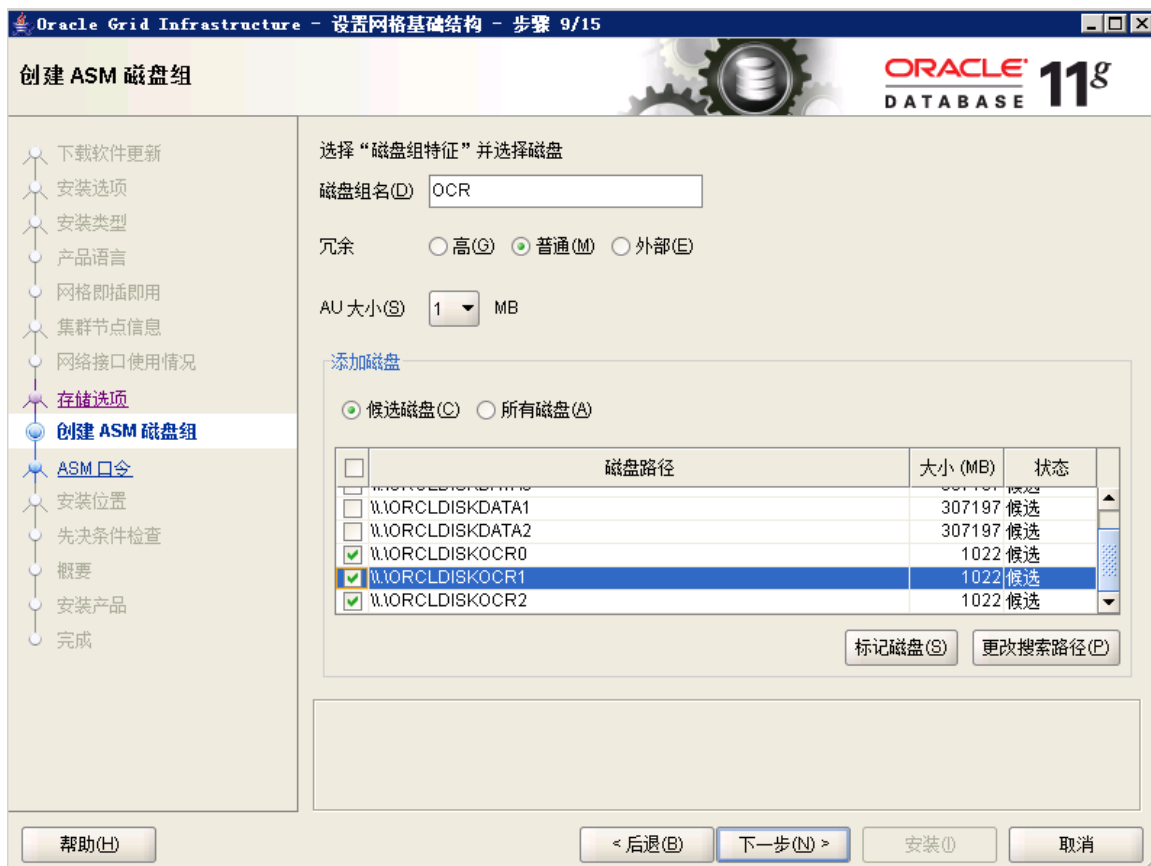 Oracle Grid Infrastructure - 设置网格基础结构 - 步骤 9/15
创建 ASM 磁盘组
ORACLE
DATABASE
11g
下载软件更新
安装选项
安装类型
产品语言
网格即插即用
集群节点信息
网络接口使用情况
存储选项
创建 ASM 磁盘组
ASM 口令
安装位置
先决条件检查
概要
安装产品
完成
选择“磁盘组特征”并选择磁盘
磁盘组名(D) OCR
冗余 高(G) 普通(M) 外部(E)
AU 大小(S) 1 MB
添加磁盘
候选磁盘(C) 所有磁盘(A)
磁盘路径 大小 (MB) 状态
\\.\ORCLDISKDATA1 307197 候选
\\.\ORCLDISKDATA2 307197 候选
\\.\ORCLDISKOCR0 1022 候选
\\.\ORCLDISKOCR1 1022 候选
\\.\ORCLDISKOCR2 1022 候选
标记磁盘(S) 更改搜索路径(P)
帮助(H) < 后退(B) 下一步(N) > 安装(I) 取消